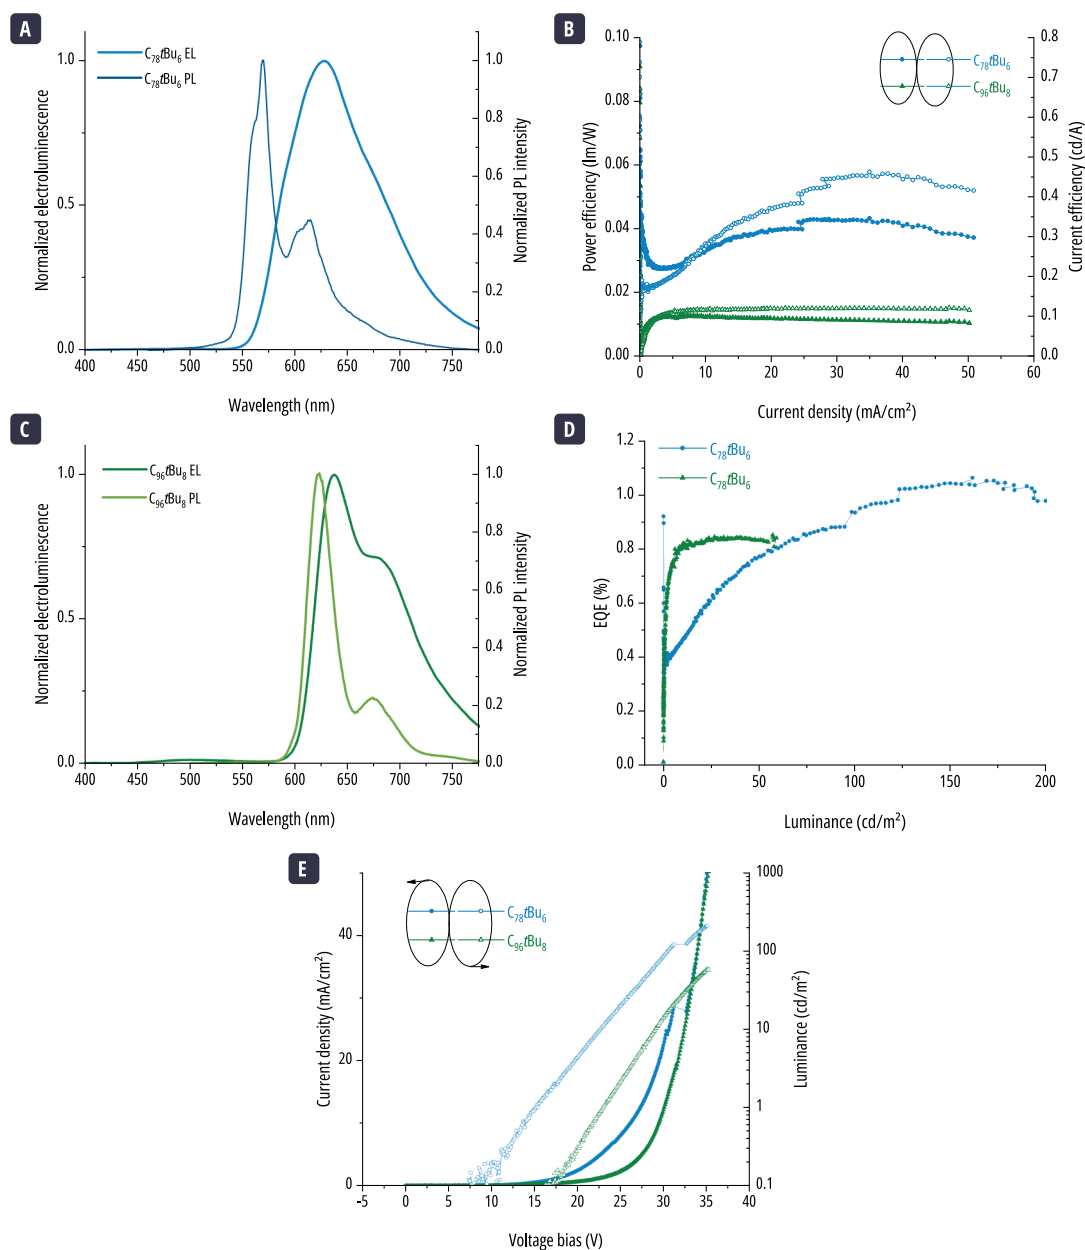 A
C₇₈tBu₆ EL
C₇₈tBu₆ PL
Normalized electroluminescence
Normalized PL intensity
1.0
0.5
0.0
1.0
0.8
0.6
0.4
0.2
0.0
400 450 500 550 600 650 700 750
Wavelength (nm)
B
C₇₈tBu₆
C₉₆tBu₈
Power efficiency (lm/W)
Current efficiency (cd/A)
0.10
0.08
0.06
0.04
0.02
0.00
0.8
0.7
0.6
0.5
0.4
0.3
0.2
0.1
0.0
0 10 20 30 40 50 60
Current density (mA/cm²)
C
C₉₆tBu₈ EL
C₉₆tBu₈ PL
Normalized electroluminescence
Normalized PL intensity
1.0
0.5
0.0
1.0
0.8
0.6
0.4
0.2
0.0
400 450 500 550 600 650 700 750
Wavelength (nm)
D
C₇₈tBu₆
C₇₈tBu₆
EQE (%)
1.2
1.0
0.8
0.6
0.4
0.2
0.0
0 50 100 150 200
Luminance (cd/m²)
E
C₇₈tBu₆
C₉₆tBu₈
Current density (mA/cm²)
Luminance (cd/m²)
40
20
0
1000
100
10
1
0.1
-5 0 5 10 15 20 25 30 35 40
Voltage bias (V)